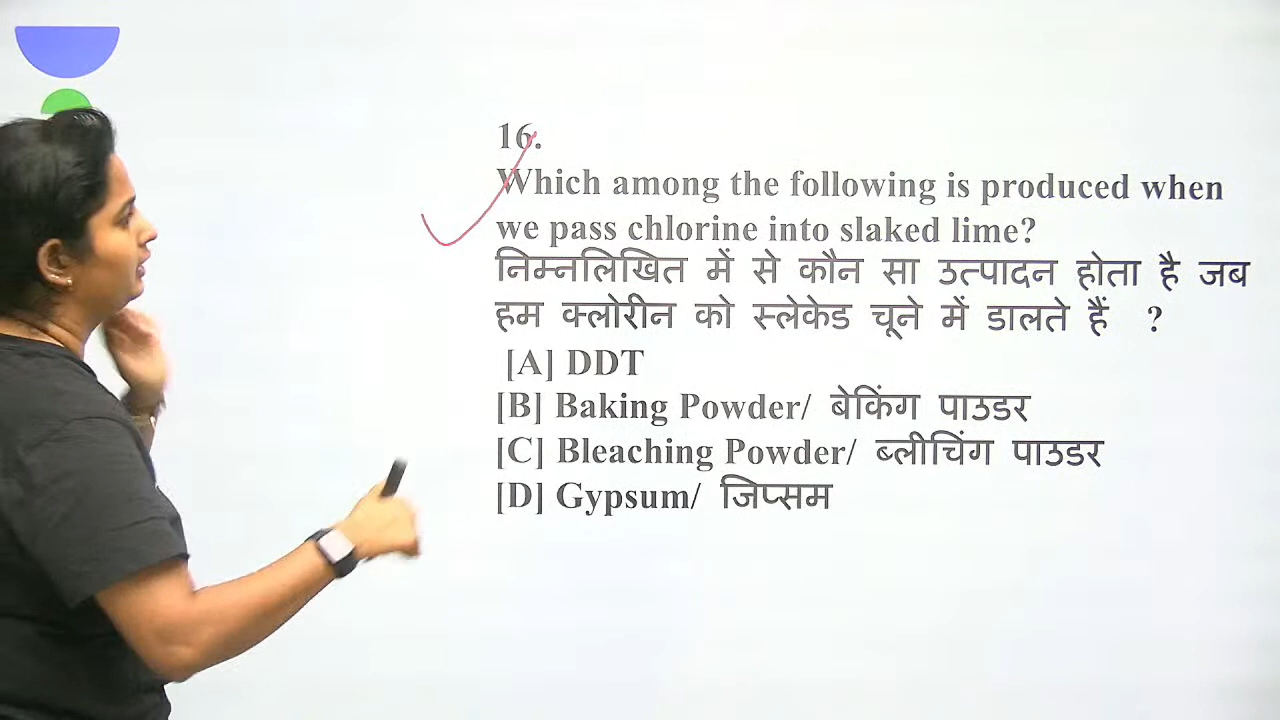 16.
Which among the following is produced when
we pass chlorine into slaked lime?
निम्नलिखित में से कौन सा उत्पादन होता है जब
हम क्लोरीन को स्लेकेड चूने में डालते हैं ?
[A] DDT
[B] Baking Powder/ बेकिंग पाउडर
[C] Bleaching Powder/ ब्लीचिंग पाउडर
[D] Gypsum/ जिप्सम